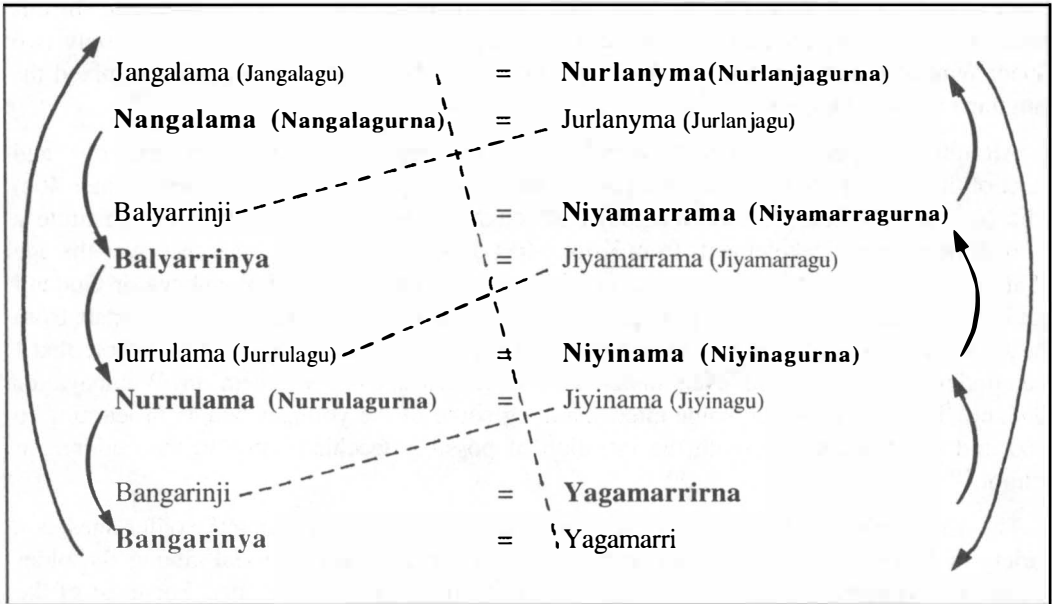 Jangalama (Jangalagu) = Nurlanyma(Nurlanjagurna)
Nangalama (Nangalagurna) = Jurlanyma (Jurlanjagu)
Balyarrinji = Niyamarrama (Niyamarragurna)
Balyarrinya = Jiyamarrama (Jiyamarragu)
Jurrulama (Jurrulagu) = Niyinama (Niyinagurna)
Nurrulama (Nurrulagurna) = Jiyinama (Jiyinagu)
Bangarinji = Yagamarrirna
Bangarinya = Yagamarri